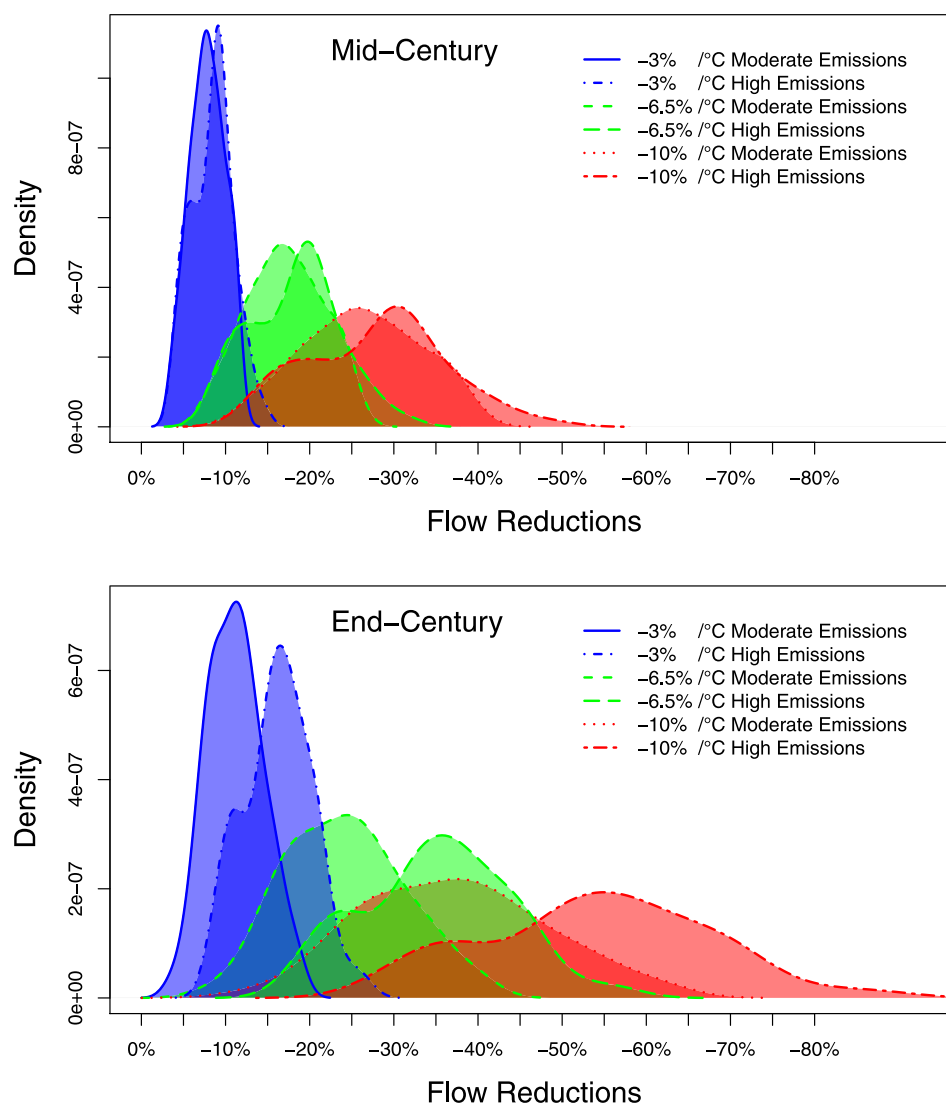 Mid−Century
−3% /°C Moderate Emissions
−3% /°C High Emissions
−6.5% /°C Moderate Emissions
−6.5% /°C High Emissions
−10% /°C Moderate Emissions
−10% /°C High Emissions
Density
8e−07
4e−07
0e+00
0% −10% −20% −30% −40% −50% −60% −70% −80%
Flow Reductions
End−Century
−3% /°C Moderate Emissions
−3% /°C High Emissions
−6.5% /°C Moderate Emissions
−6.5% /°C High Emissions
−10% /°C Moderate Emissions
−10% /°C High Emissions
Density
6e−07
4e−07
2e−07
0e+00
0% −10% −20% −30% −40% −50% −60% −70% −80%
Flow Reductions